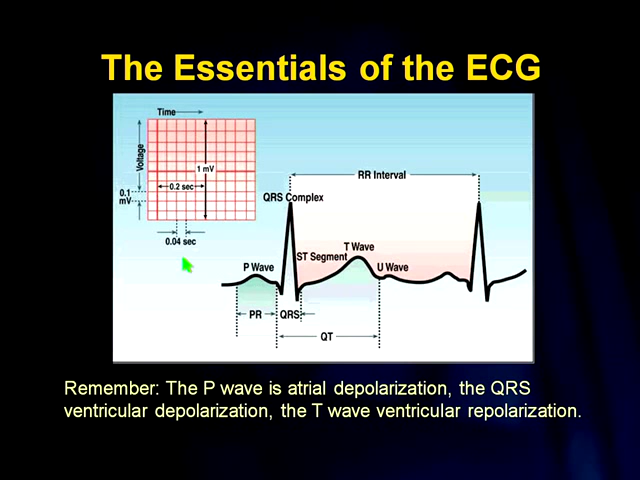 The Essentials of the ECG
Time
Voltage
1 mV
0.2 sec
0.1
mV
0.04 sec
RR Interval
QRS Complex
T Wave
ST Segment
P Wave
U Wave
PR
QRS
QT
Remember: The P wave is atrial depolarization, the QRS
ventricular depolarization, the T wave ventricular repolarization.